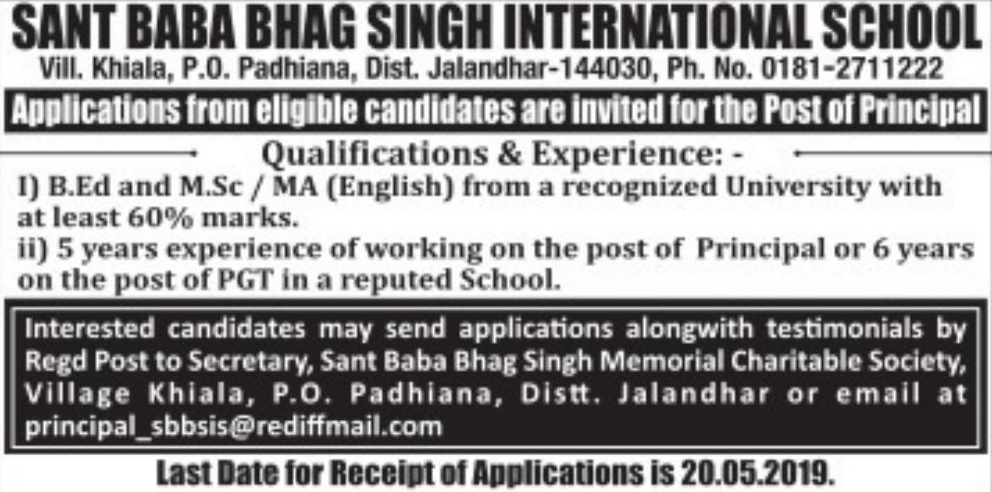 SANT BABA BHAG SINGH INTERNATIONAL SCHOOL
Vill. Khiala, P.O. Padhiana, Dist. Jalandhar-144030, Ph. No. 0181-2711222
Applications from eligible candidates are invited for the Post of Principal
Qualifications & Experience: -
I) B.Ed and M.Sc / MA (English) from a recognized University with
at least 60% marks.
ii) 5 years experience of working on the post of Principal or 6 years
on the post of PGT in a reputed School.
Interested candidates may send applications alongwith testimonials by
Regd Post to Secretary, Sant Baba Bhag Singh Memorial Charitable Society,
Village Khiala, P.O. Padhiana, Distt. Jalandhar or email at
principal_sbbsis@rediffmail.com
Last Date for Receipt of Applications is 20.05.2019.